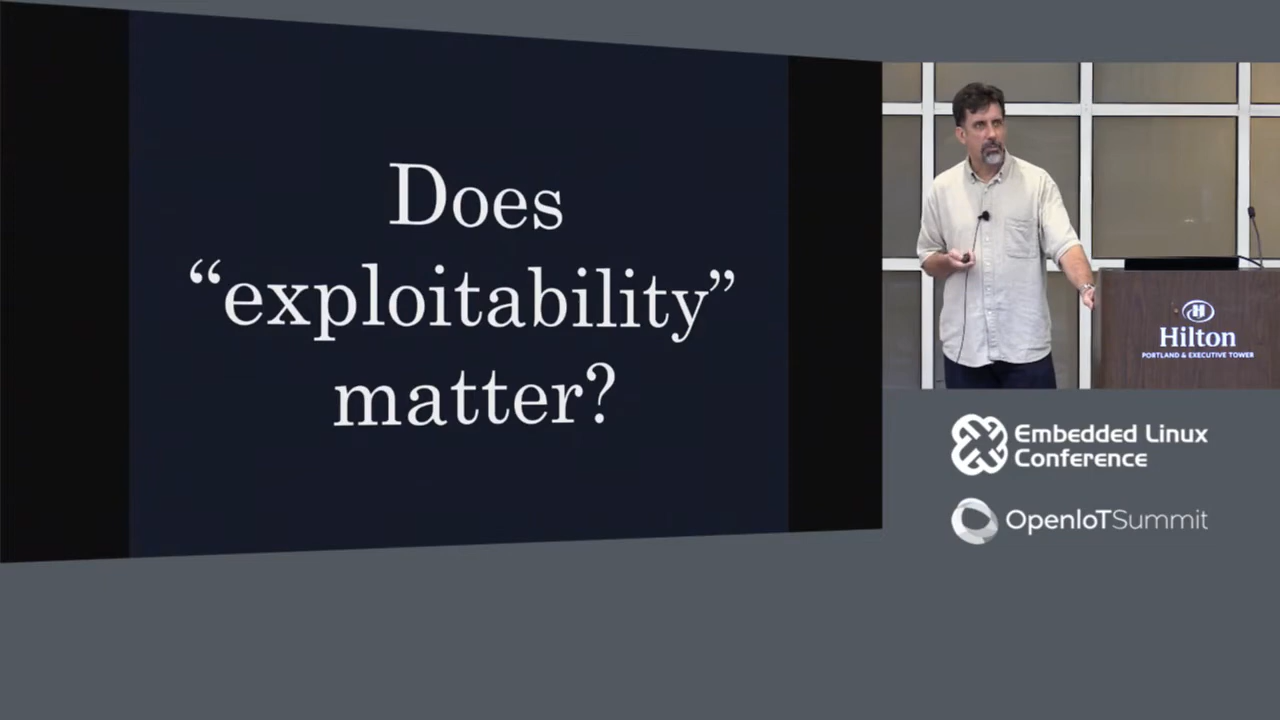 Does
“exploitability”
matter?
Hilton
PORTLAND & EXECUTIVE TOWER
Embedded Linux
Conference
OpenIoTSummit